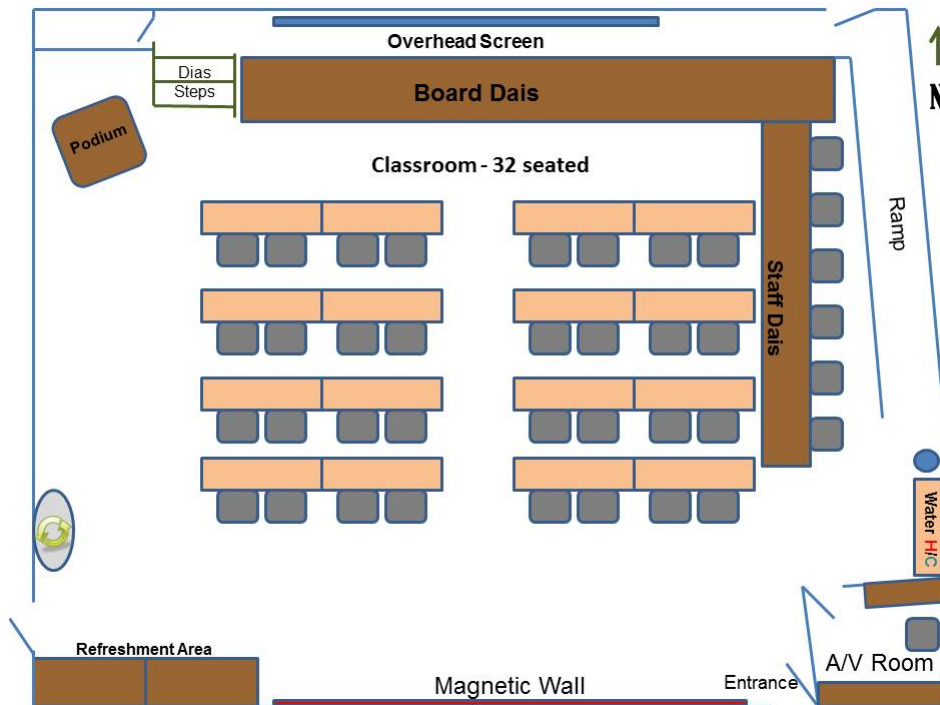 Overhead Screen
Dias
Steps
Board Dais
N
Podium
Classroom - 32 seated
Ramp
Staff Dais
Water H/C
Refreshment Area
A/V Room
Magnetic Wall
Entrance